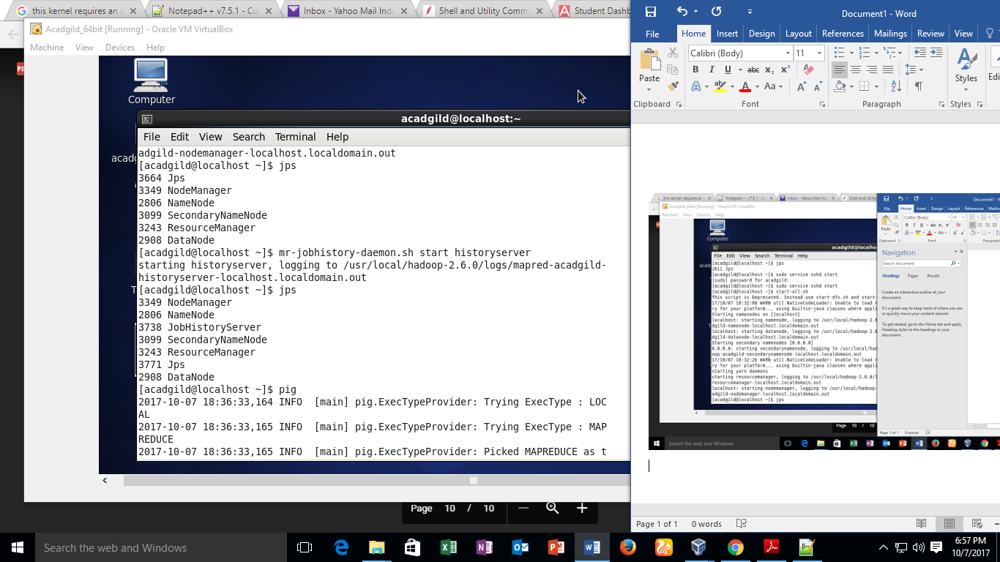 this kernel requires an
Notepad++ v7.5.1 - Cu
Inbox - Yahoo Mail Indi
Shell and Utility Comma
Student Dashb
Acadgild_64bit [Running] - Oracle VM VirtualBox
Machine View Devices Help
Computer
acadgild@localhost:~
File Edit View Search Terminal Help
adgild-nodemanager-localhost.localdomain.out
[acadgild@localhost ~]$ jps
3664 Jps
3349 NodeManager
2806 NameNode
3099 SecondaryNameNode
3243 ResourceManager
2908 DataNode
[acadgild@localhost ~]$ mr-jobhistory-daemon.sh start historyserver
starting historyserver, logging to /usr/local/hadoop-2.6.0/logs/mapred-acadgild-
historyserver-localhost.localdomain.out
[acadgild@localhost ~]$ jps
3349 NodeManager
2806 NameNode
3738 JobHistoryServer
3099 SecondaryNameNode
3243 ResourceManager
3771 Jps
2908 DataNode
[acadgild@localhost ~]$ pig
2017-10-07 18:36:33,164 INFO  [main] pig.ExecTypeProvider: Trying ExecType : LOC
AL
2017-10-07 18:36:33,165 INFO  [main] pig.ExecTypeProvider: Trying ExecType : MAP
REDUCE
2017-10-07 18:36:33,165 INFO  [main] pig.ExecTypeProvider: Picked MAPREDUCE as t
Page 10 / 10
Document1 - Word
File Home Insert Design Layout References Mailings Review View
Paste
Calibri (Body) 11
B I U abc x₂ x²
Styles
Clipboard Font Paragraph Styles
Acadgild_64bit [Running] - Oracle VM VirtualBox
Machine View Devices Help
Computer
File Edit View Search Terminal Help
[acadgild@localhost ~]$ jps
2611 Jps
[acadgild@localhost ~]$ sudo service sshd start
[sudo] password for acadgild:
[acadgild@localhost ~]$ sudo service sshd start
[acadgild@localhost ~]$ start-all.sh
This script is Deprecated. Instead use start-dfs.sh and start-
17/10/07 18:32:08 WARN util.NativeCodeLoader: Unable to load n
ry for your platform... using builtin-java classes where appli
Starting namenodes on [localhost]
localhost: starting namenode, logging to /usr/local/hadoop-2.6
dgild-namenode-localhost.localdomain.out
localhost: starting datanode, logging to /usr/local/hadoop-2.6
dgild-datanode-localhost.localdomain.out
Starting secondary namenodes [0.0.0.0]
0.0.0.0: starting secondarynamenode, logging to /usr/local/had
oop-acadgild-secondarynamenode-localhost.localdomain.out
17/10/07 18:32:26 WARN util.NativeCodeLoader: Unable to load n
ry for your platform... using builtin-java classes where appli
starting yarn daemons
starting resourcemanager, logging to /usr/local/hadoop-2.6.0/l
resourcemanager-localhost.localdomain.out
localhost: starting nodemanager, logging to /usr/local/hadoop-
adgild-nodemanager-localhost.localdomain.out
[acadgild@localhost ~]$ jps
Navigation
Search document
Headings Pages Results
Create an interactive outline of your
document.
It's a great way to keep track of where you are
or quickly move your content around.
To get started, go to the Home tab and apply
Heading styles to the headings in your
document.
Page 10 / 10
Page 1 of 1 0 words
Search the web and Windows
Page 1 of 1 0 words
Search the web and Windows
6:57 PM
10/7/2017